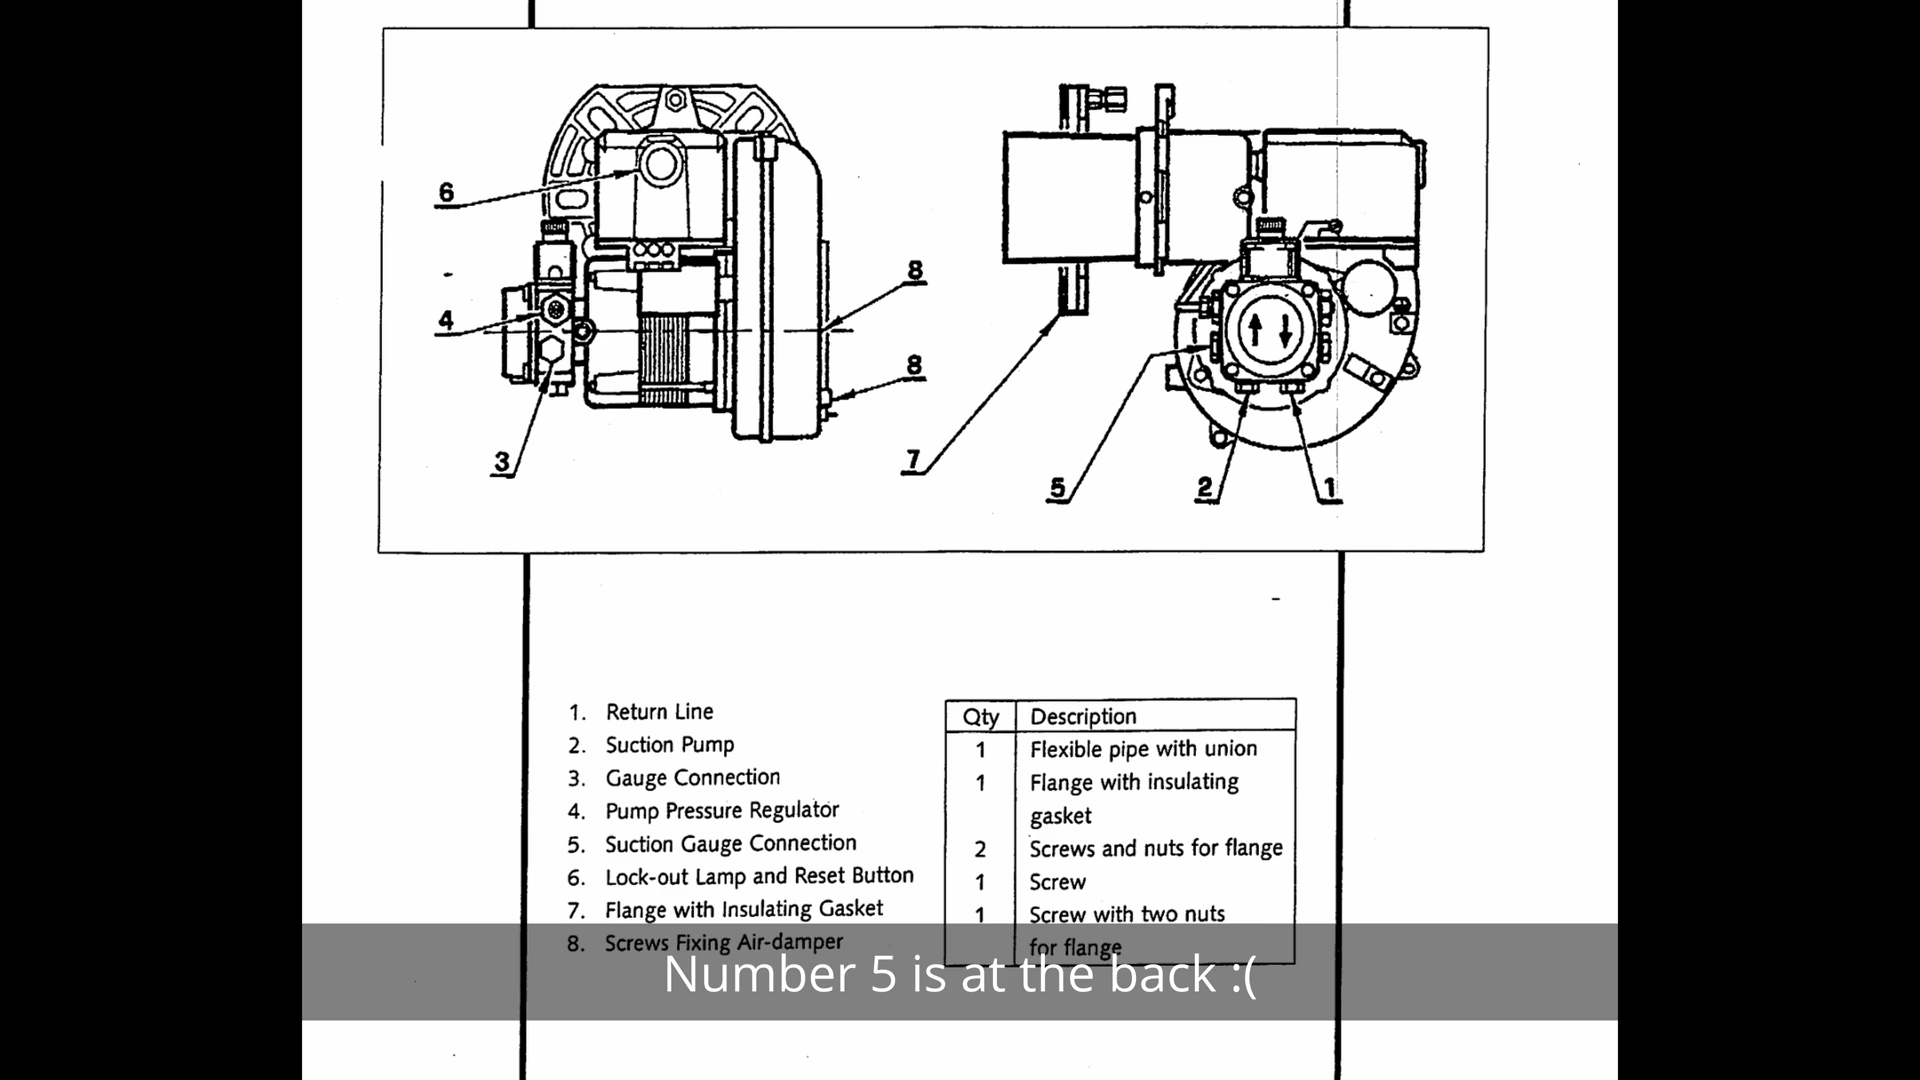 6
4
3
8
8
7
5
2
1
1. Return Line
2. Suction Pump
3. Gauge Connection
4. Pump Pressure Regulator
5. Suction Gauge Connection
6. Lock-out Lamp and Reset Button
7. Flange with Insulating Gasket
8. Screws Fixing Air-damper
Qty Description
1 Flexible pipe with union
1 Flange with insulating
gasket
2 Screws and nuts for flange
1 Screw
1 Screw with two nuts
for flange
Number 5 is at the back :(